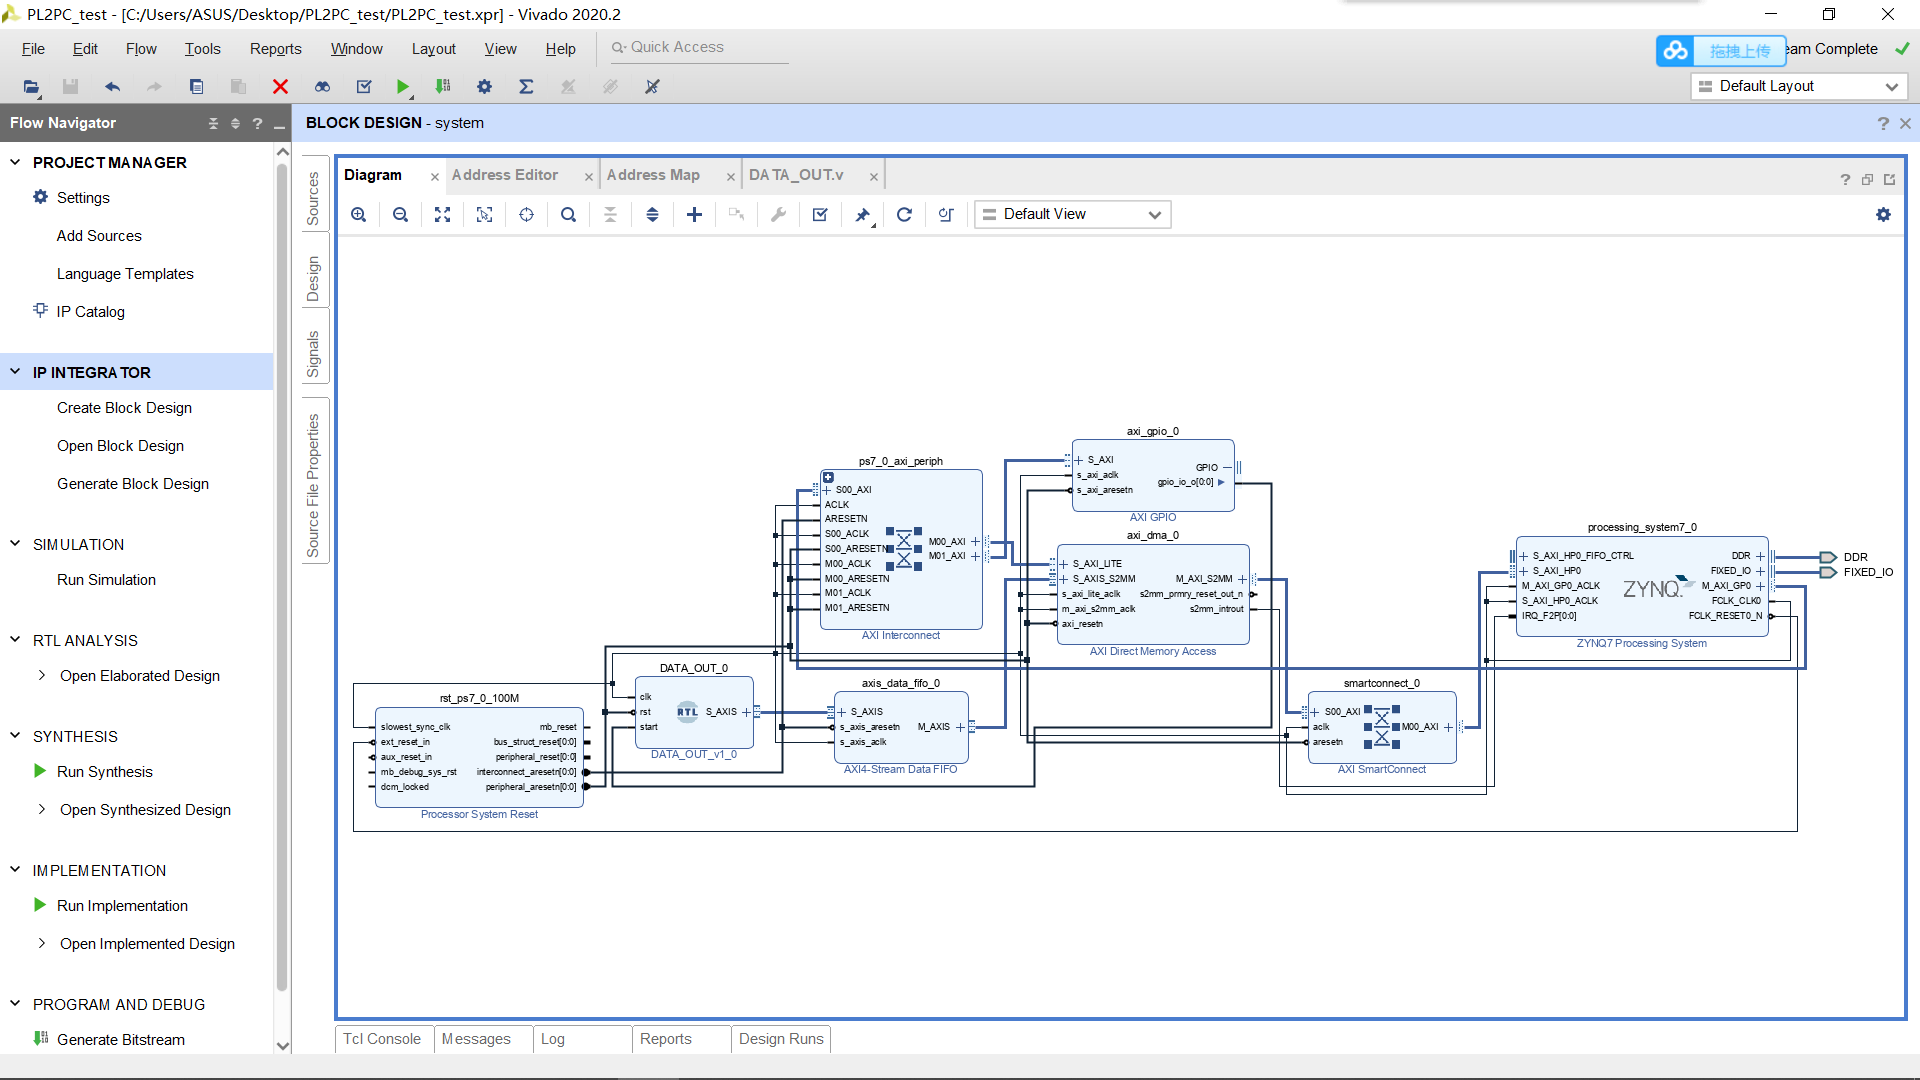 PL2PC_test - [C:/Users/ASUS/Desktop/PL2PC_test/PL2PC_test.xpr] - Vivado 2020.2
File Edit Flow Tools Reports Window Layout View Help Quick Access
拖拽上传 eam Complete
Default Layout
Flow Navigator
PROJECT MANAGER
Settings
Add Sources
Language Templates
IP Catalog
IP INTEGRATOR
Create Block Design
Open Block Design
Generate Block Design
SIMULATION
Run Simulation
RTL ANALYSIS
Open Elaborated Design
SYNTHESIS
Run Synthesis
Open Synthesized Design
IMPLEMENTATION
Run Implementation
Open Implemented Design
PROGRAM AND DEBUG
Generate Bitstream
BLOCK DESIGN - system
Sources
Design
Signals
Source File Properties
Diagram Address Editor Address Map DATA_OUT.v
Default View
rst_ps7_0_100M
slowest_sync_clk
ext_reset_in
aux_reset_in
mb_debug_sys_rst
dcm_locked
mb_reset
bus_struct_reset[0:0]
peripheral_reset[0:0]
interconnect_aresetn[0:0]
peripheral_aresetn[0:0]
Processor System Reset
DATA_OUT_0
clk
rst
start
RTL
S_AXIS
DATA_OUT_v1_0
ps7_0_axi_periph
S00_AXI
ACLK
ARESETN
S00_ACLK
S00_ARESETN
M00_ACLK
M00_ARESETN
M01_ACLK
M01_ARESETN
M00_AXI
M01_AXI
AXI Interconnect
axis_data_fifo_0
S_AXIS
s_axis_aresetn
s_axis_aclk
M_AXIS
AXI4-Stream Data FIFO
axi_gpio_0
S_AXI
s_axi_aclk
s_axi_aresetn
GPIO
gpio_io_o[0:0]
AXI GPIO
axi_dma_0
S_AXI_LITE
S_AXIS_S2MM
s_axi_lite_aclk
m_axi_s2mm_aclk
axi_resetn
M_AXI_S2MM
s2mm_prmry_reset_out_n
s2mm_introut
AXI Direct Memory Access
smartconnect_0
S00_AXI
aclk
aresetn
M00_AXI
AXI SmartConnect
processing_system7_0
S_AXI_HP0_FIFO_CTRL
S_AXI_HP0
M_AXI_GP0_ACLK
S_AXI_HP0_ACLK
IRQ_F2P[0:0]
ZYNQ
DDR
FIXED_IO
M_AXI_GP0
FCLK_CLK0
FCLK_RESET0_N
ZYNQ7 Processing System
DDR
FIXED_IO
Tcl Console Messages Log Reports Design Runs